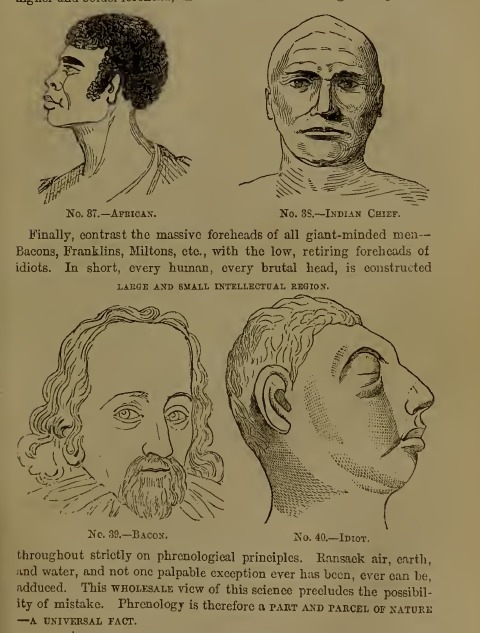 No. 37.—African.
No. 38.—Indian Chief.
Finally, contrast the massive foreheads of all giant-minded men—
Bacons, Franklins, Miltons, etc., with the low, retiring foreheads of
idiots. In short, every human, every brutal head, is constructed
LARGE AND SMALL INTELLECTUAL REGION.
No. 39.—Bacon.
No. 40.—Idiot.
throughout strictly on phrenological principles. Ransack air, earth,
and water, and not one palpable exception ever has been, ever can be,
adduced. This WHOLESALE view of this science precludes the possibil-
ity of mistake. Phrenology is therefore a PART AND PARCEL OF NATURE
—A UNIVERSAL FACT.